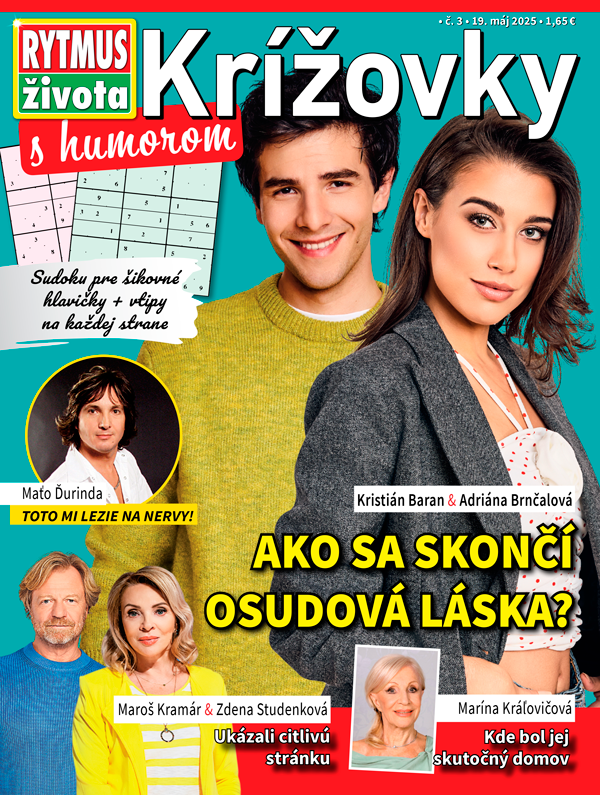 • č. 3 • 19. máj 2025 • 1,65 €
RYTMUS
života
Krížovky
s humorom
Sudoku pre šikovné
hlavičky + vtipy
na každej strane
Maťo Ďurinda
TOTO MI LEZIE NA NERVY!
Kristián Baran & Adriána Brnčalová
AKO SA SKONČÍ
OSUDOVÁ LÁSKA?
Maroš Kramár & Zdena Studenková
Ukázali citlivú
stránku
Marína Kráľovičová
Kde bol jej
skutočný domov